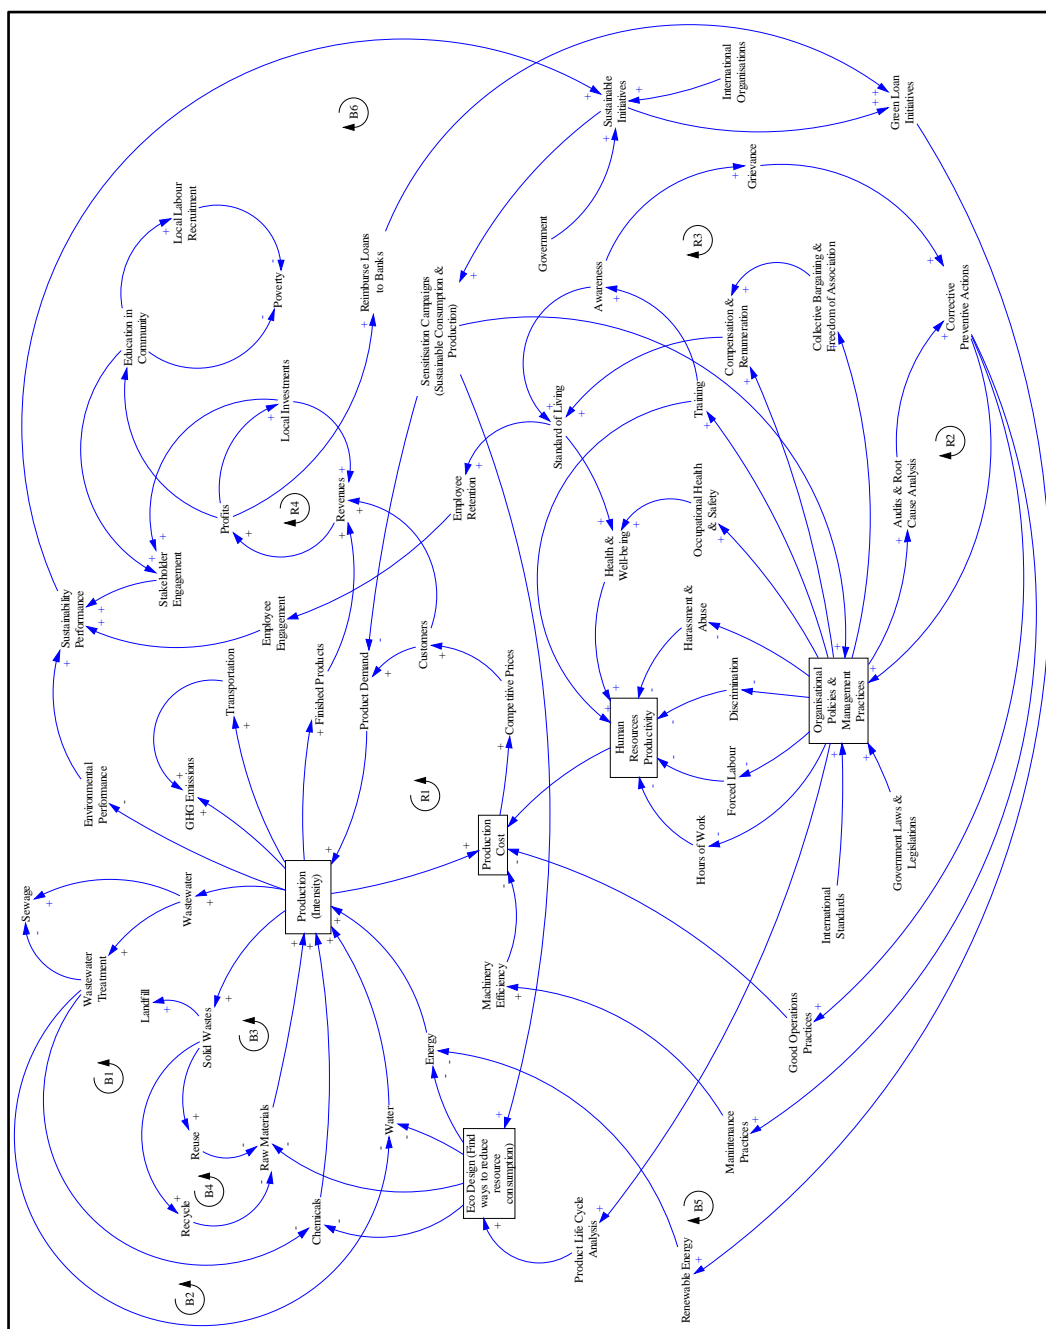 Sewage
Wastewater
Treatment
Wastewater
Landfill
Solid Wastes
Reuse
Recycle
Raw Materials
Chemicals
Water
Energy
Production
(Intensity)
Environmental
Performance
GHG Emissions
Transportation
Finished Products
Sustainability
Performance
Stakeholder
Engagement
Employee
Engagement
Product Demand
Customers
Competitive Prices
Production
Cost
Machinery
Efficiency
Eco Design (Find
ways to reduce
resource
consumption)
Product Life Cycle
Analysis
Renewable Energy
Education in
Community
Local Labour
Recruitment
Poverty
Local Investments
Profits
Revenues
Reimburse Loans
to Banks
Sensitisation Campaigns
(Sustainable Consumption &
Production)
Employee
Retention
Standard of Living
Health &
Well-being
Human
Resources
Productivity
Government
Sustainable
Initiatives
International
Organisations
Green Loan
Initiatives
Awareness
Grievance
Training
Compensation &
Renumeration
Collective Bargaining &
Freedom of Association
Occupational Health
& Safety
Harassment &
Abuse
Discrimination
Forced Labour
Hours of Work
Organisational
Policies &
Management
Practices
Audits & Root
Cause Analysis
Corrective
Preventive Actions
Government Laws &
Legislations
International
Standards
Good Operations
Practices
Manintenance
Practices
B1
B2
B3
B4
B5
B6
R1
R2
R3
R4